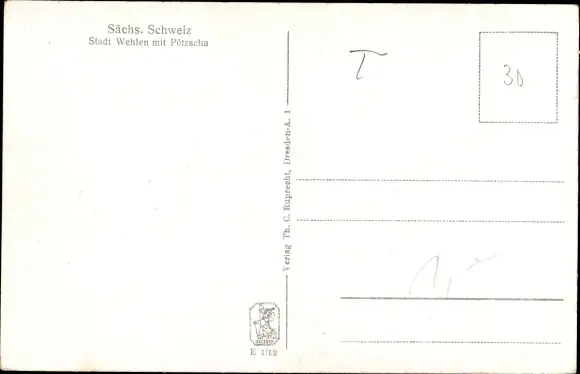 Sächs. Schweiz
Stadt Wehlen mit Pötzscha
Verlag Th. C. Ruprecht, Dresden-A. 1
E 1/12
T
30